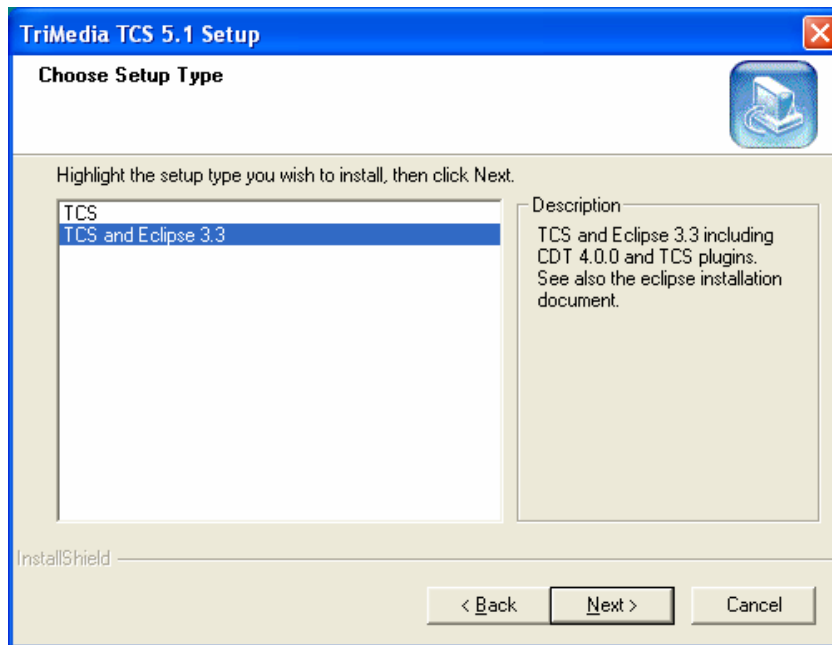 TriMedia TCS 5.1 Setup
Choose Setup Type
Highlight the setup type you wish to install, then click Next.
TCS
TCS and Eclipse 3.3
Description
TCS and Eclipse 3.3 including
CDT 4.0.0 and TCS plugins.
See also the eclipse installation
document.
InstallShield
< Back
Next >
Cancel